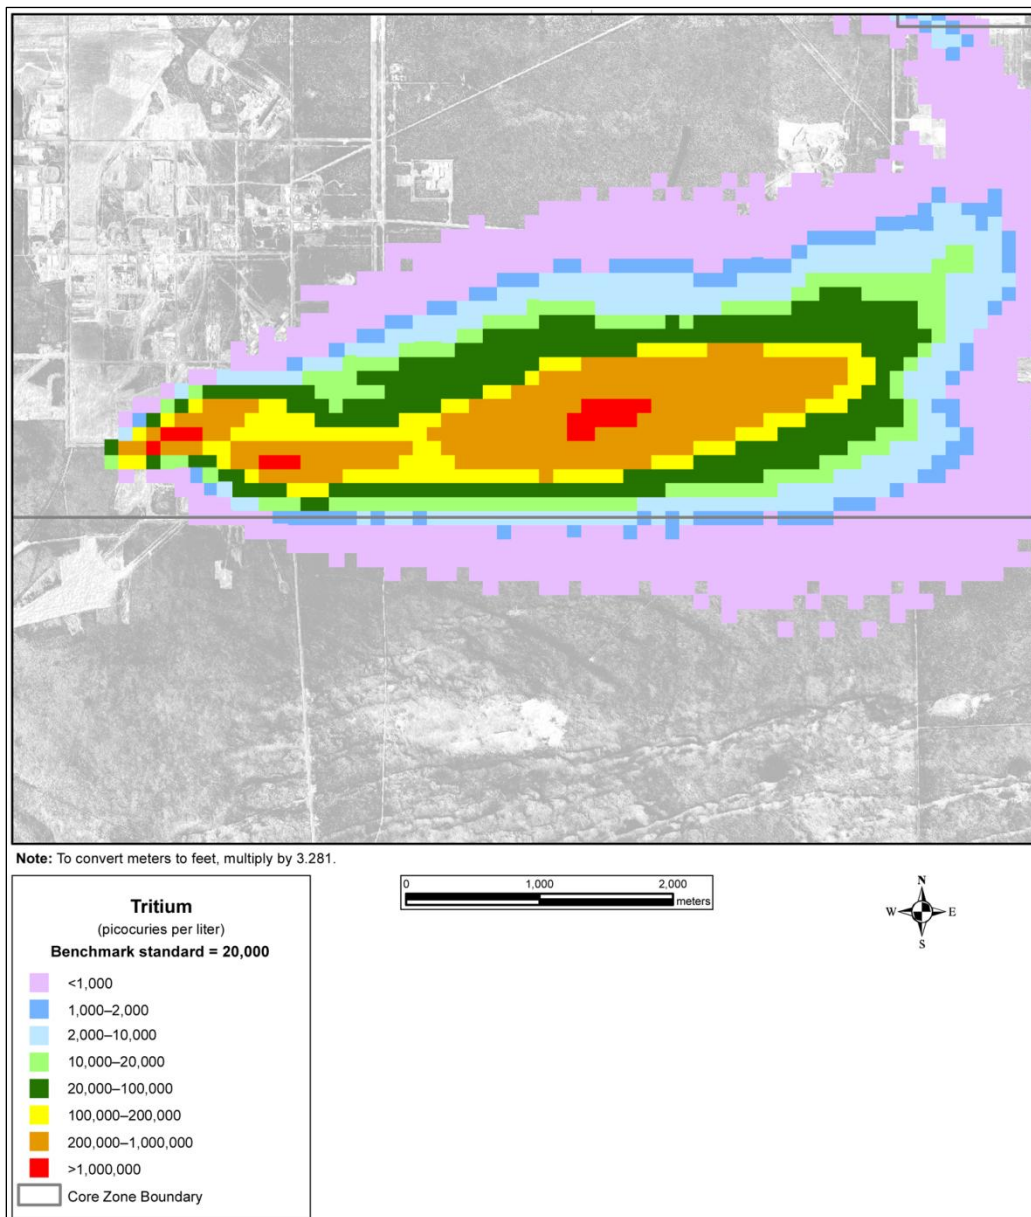 Note: To convert meters to feet, multiply by 3.281.
0 1,000 2,000
meters
N
W E
S
Tritium
(picocuries per liter)
Benchmark standard = 20,000
<1,000
1,000–2,000
2,000–10,000
10,000–20,000
20,000–100,000
100,000–200,000
200,000–1,000,000
>1,000,000
Core Zone Boundary